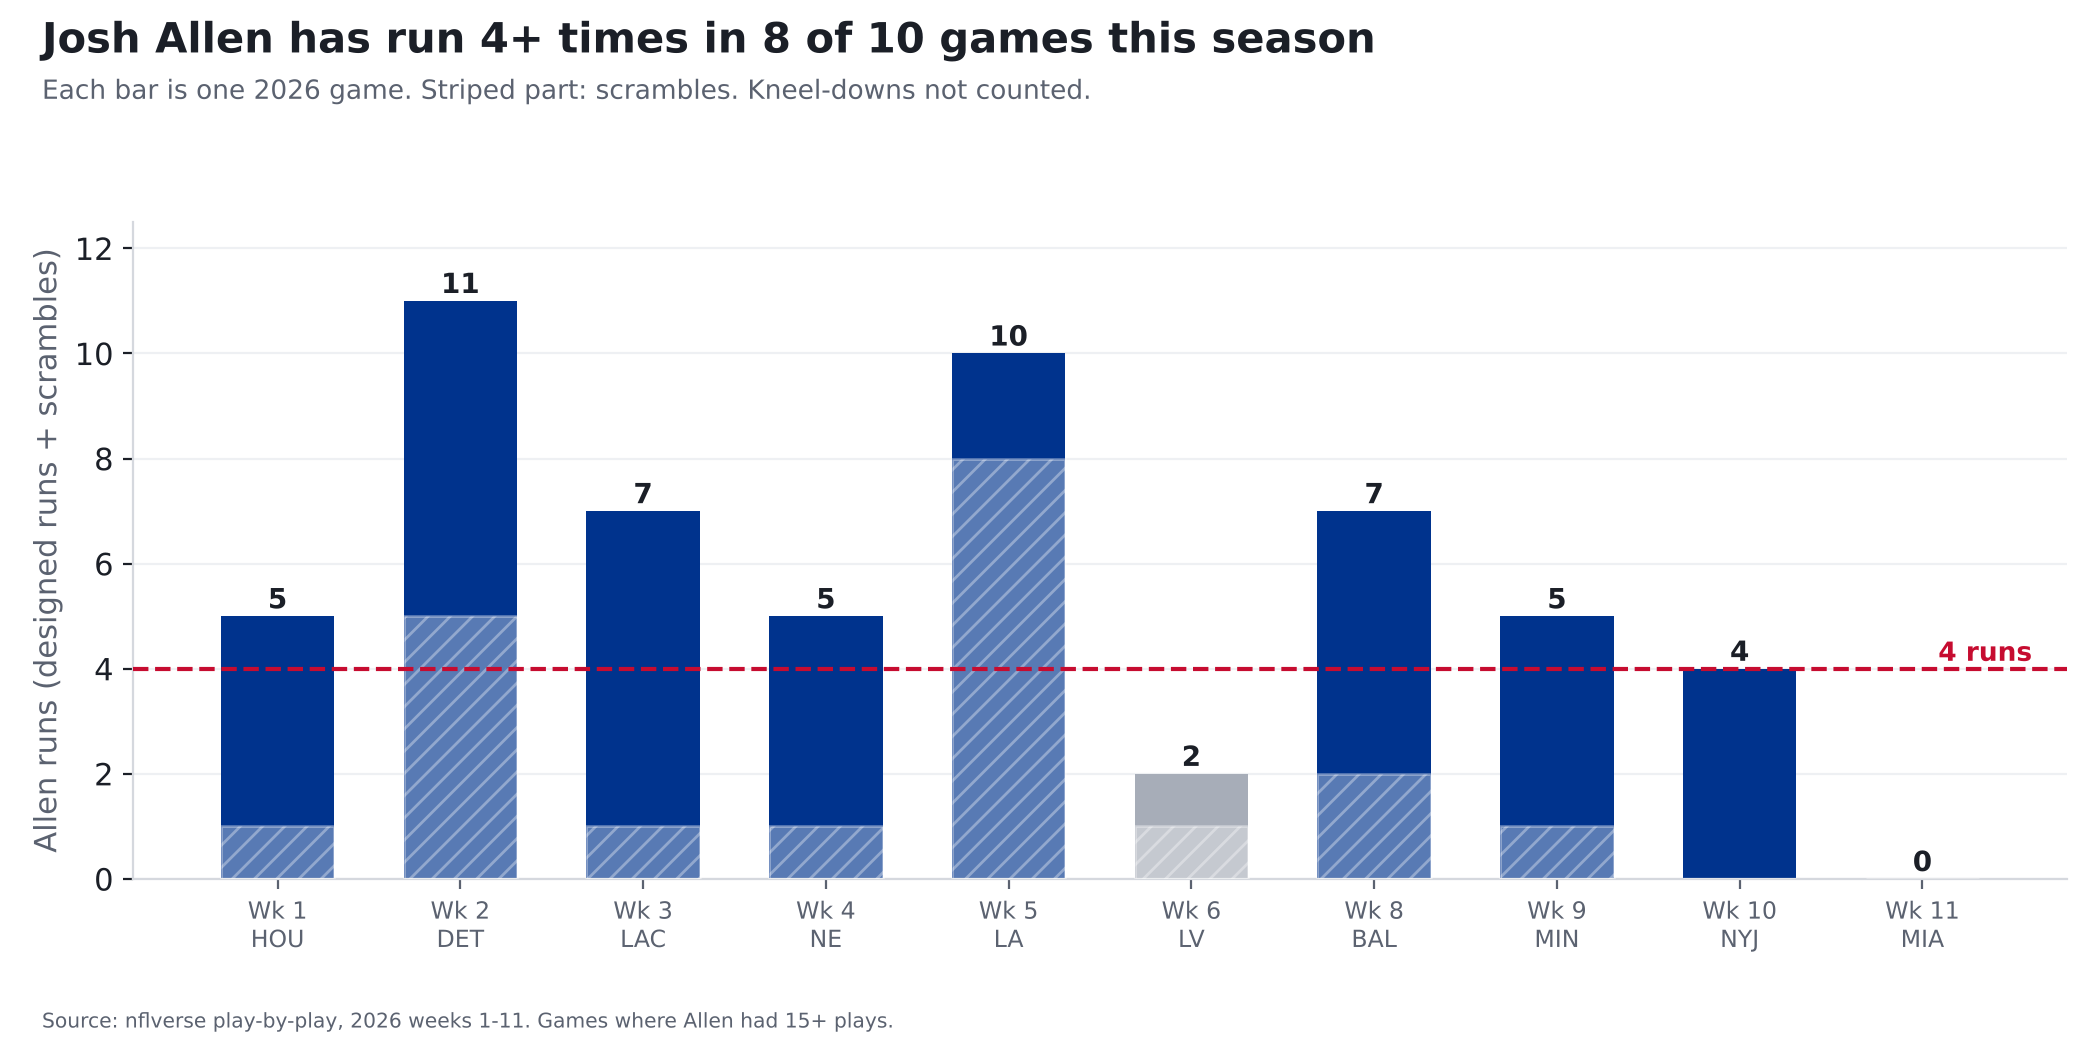 Josh Allen has run 4+ times in 8 of 10 games this season
Each bar is one 2026 game. Striped part: scrambles. Kneel-downs not counted.
Allen runs (designed runs + scrambles)
12
10
8
6
4
2
0
5
11
7
5
10
2
7
5
4
0
4 runs
Wk 1
HOU
Wk 2
DET
Wk 3
LAC
Wk 4
NE
Wk 5
LA
Wk 6
LV
Wk 8
BAL
Wk 9
MIN
Wk 10
NYJ
Wk 11
MIA
Source: nflverse play-by-play, 2026 weeks 1-11. Games where Allen had 15+ plays.